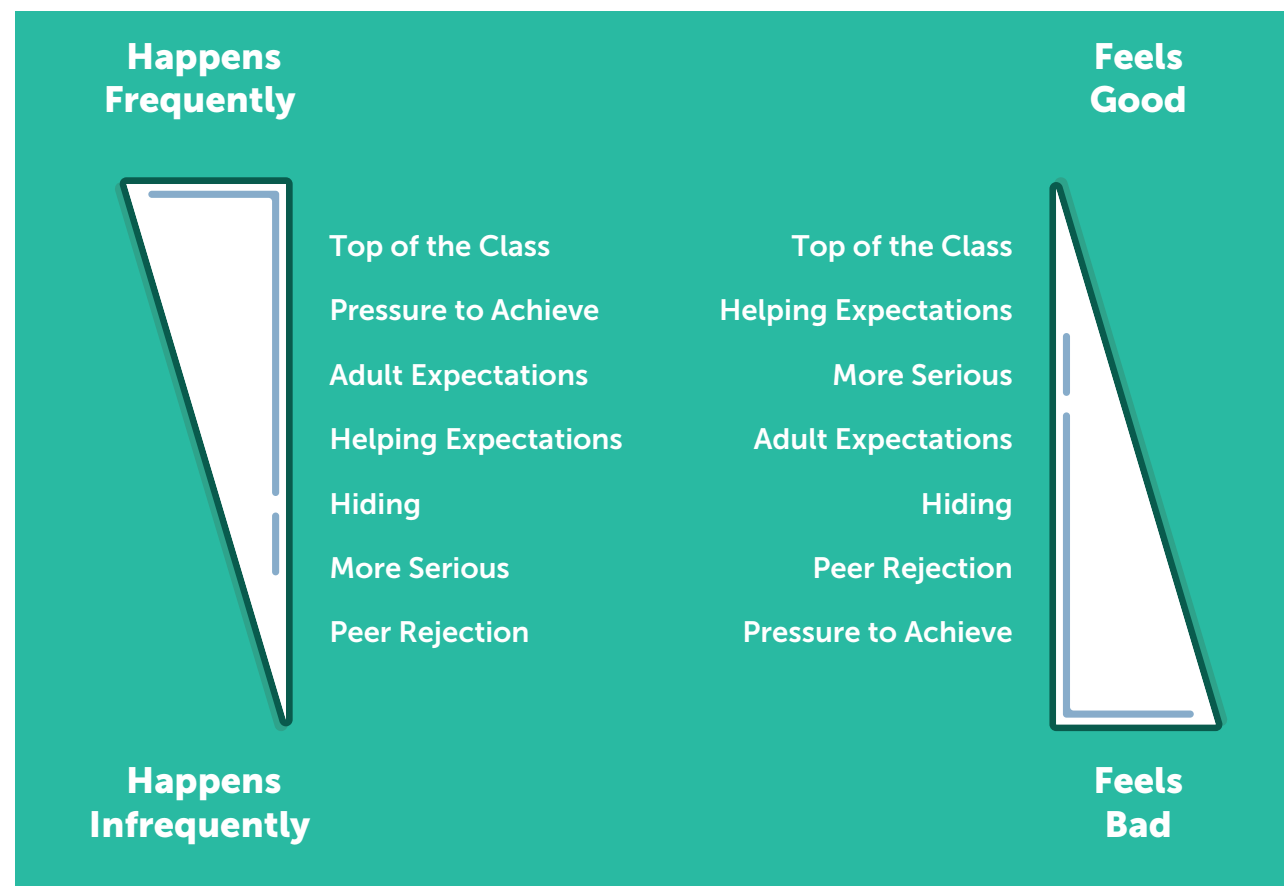 Happens
Frequently
Feels
Good
Top of the Class
Pressure to Achieve
Adult Expectations
Helping Expectations
Hiding
More Serious
Peer Rejection
Top of the Class
Helping Expectations
More Serious
Adult Expectations
Hiding
Peer Rejection
Pressure to Achieve
Happens
Infrequently
Feels
Bad